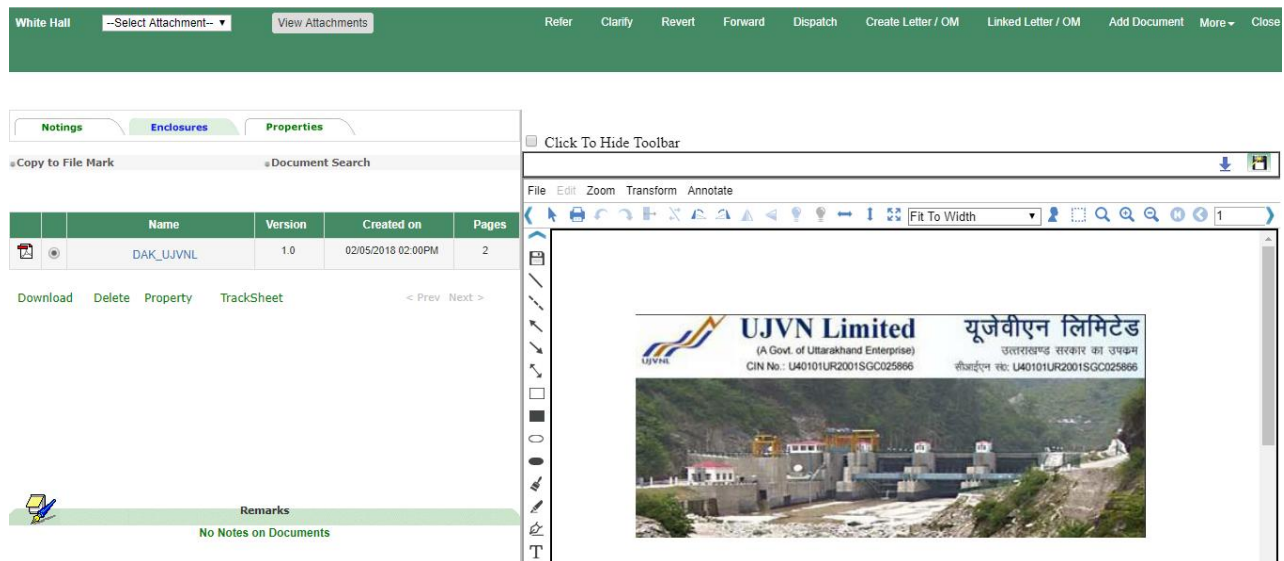 White Hall --Select Attachment-- View Attachments Refer Clarify Revert Forward Dispatch Create Letter / OM Linked Letter / OM Add Document More Close
Notings Enclosures Properties
Copy to File Mark Document Search
Name Version Created on Pages
DAK_UJVNL 1.0 02/05/2018 02:00PM 2
Download Delete Property TrackSheet < Prev Next >
Remarks
No Notes on Documents
Click To Hide Toolbar
File Edit Zoom Transform Annotate
Fit To Width 1
T
UJVNL
UJVN Limited
(A Govt. of Uttarakhand Enterprise)
CIN No.: U40101UR2001SGC025866
यूजेवीएन लिमिटेड
उत्तराखण्ड सरकार का उपकम
सीआईएन सं०: U40101UR2001SGC025866